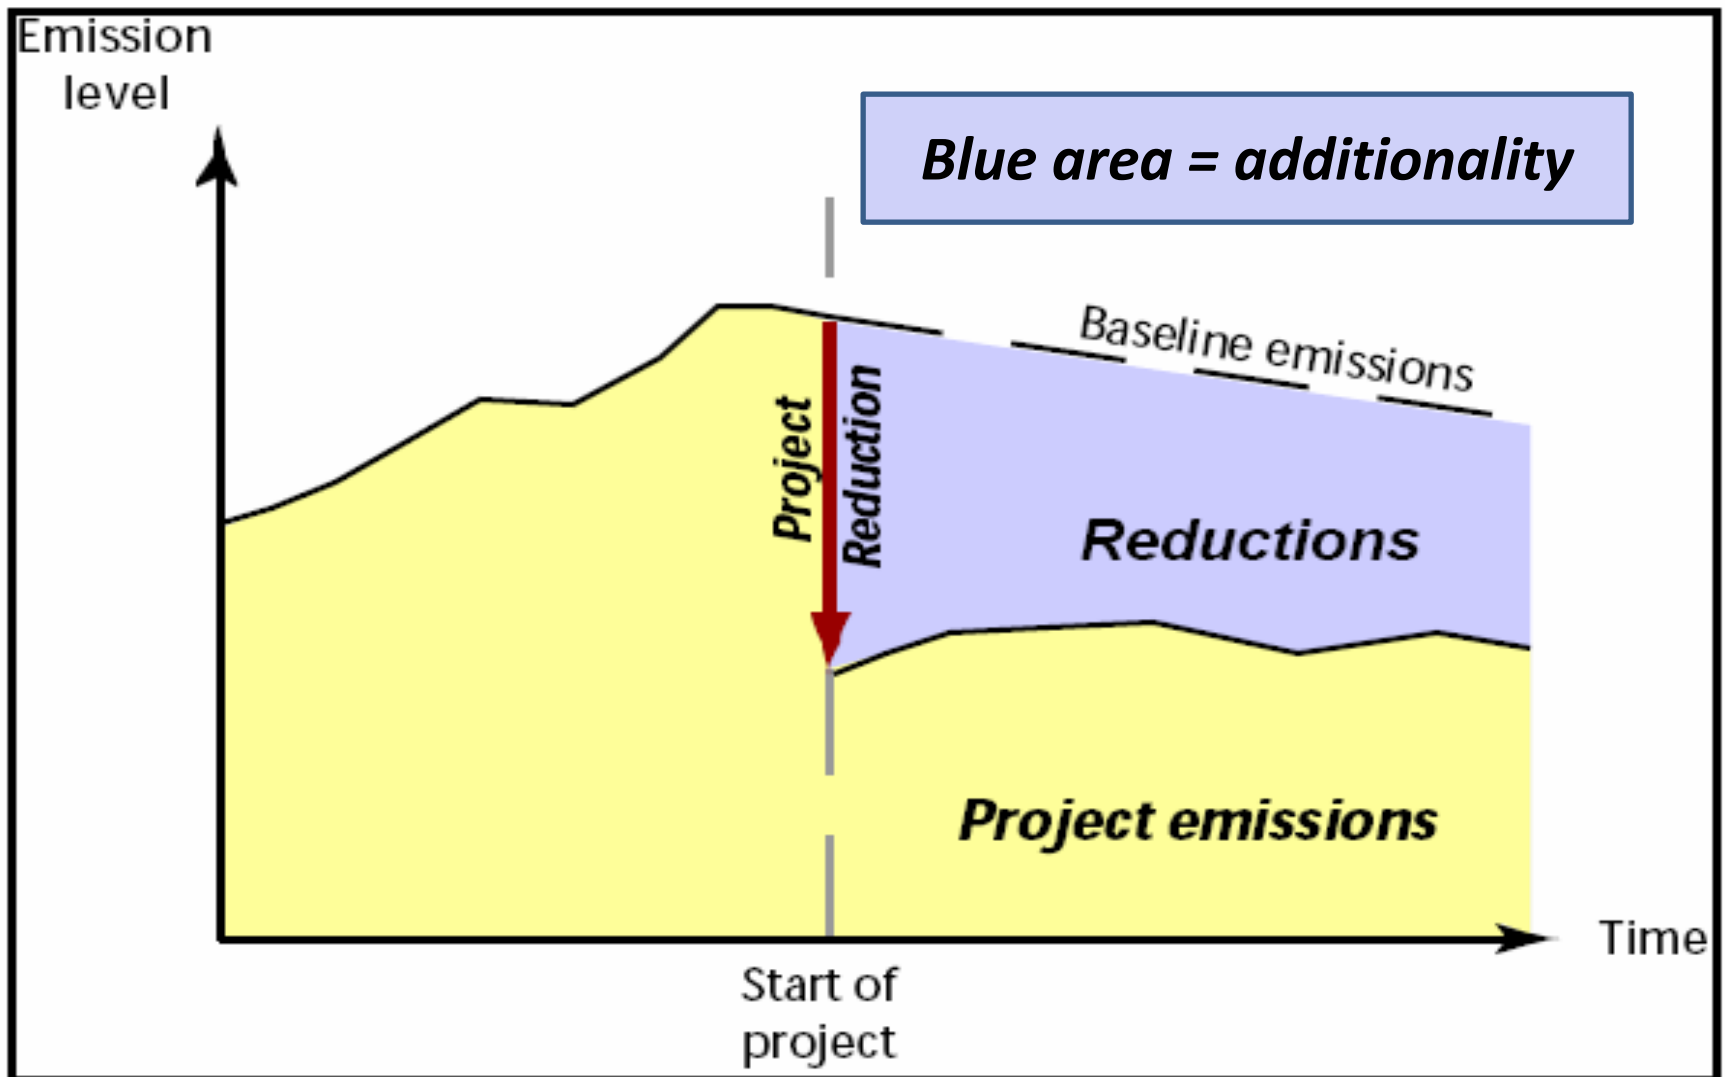 Emission
level
Blue area = additionality
Baseline emissions
Project
Reduction
Reductions
Project emissions
Time
Start of
project